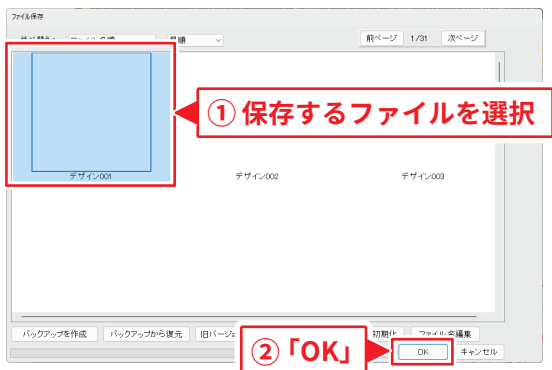 ファイル保存
前ページ 1/31 次ページ
①保存するファイルを選択
デザイン001 デザイン002 デザイン003
バックアップを作成 バックアップから復元 旧バージョ 初期化 ファイル名編集
②「OK」
OK キャンセル